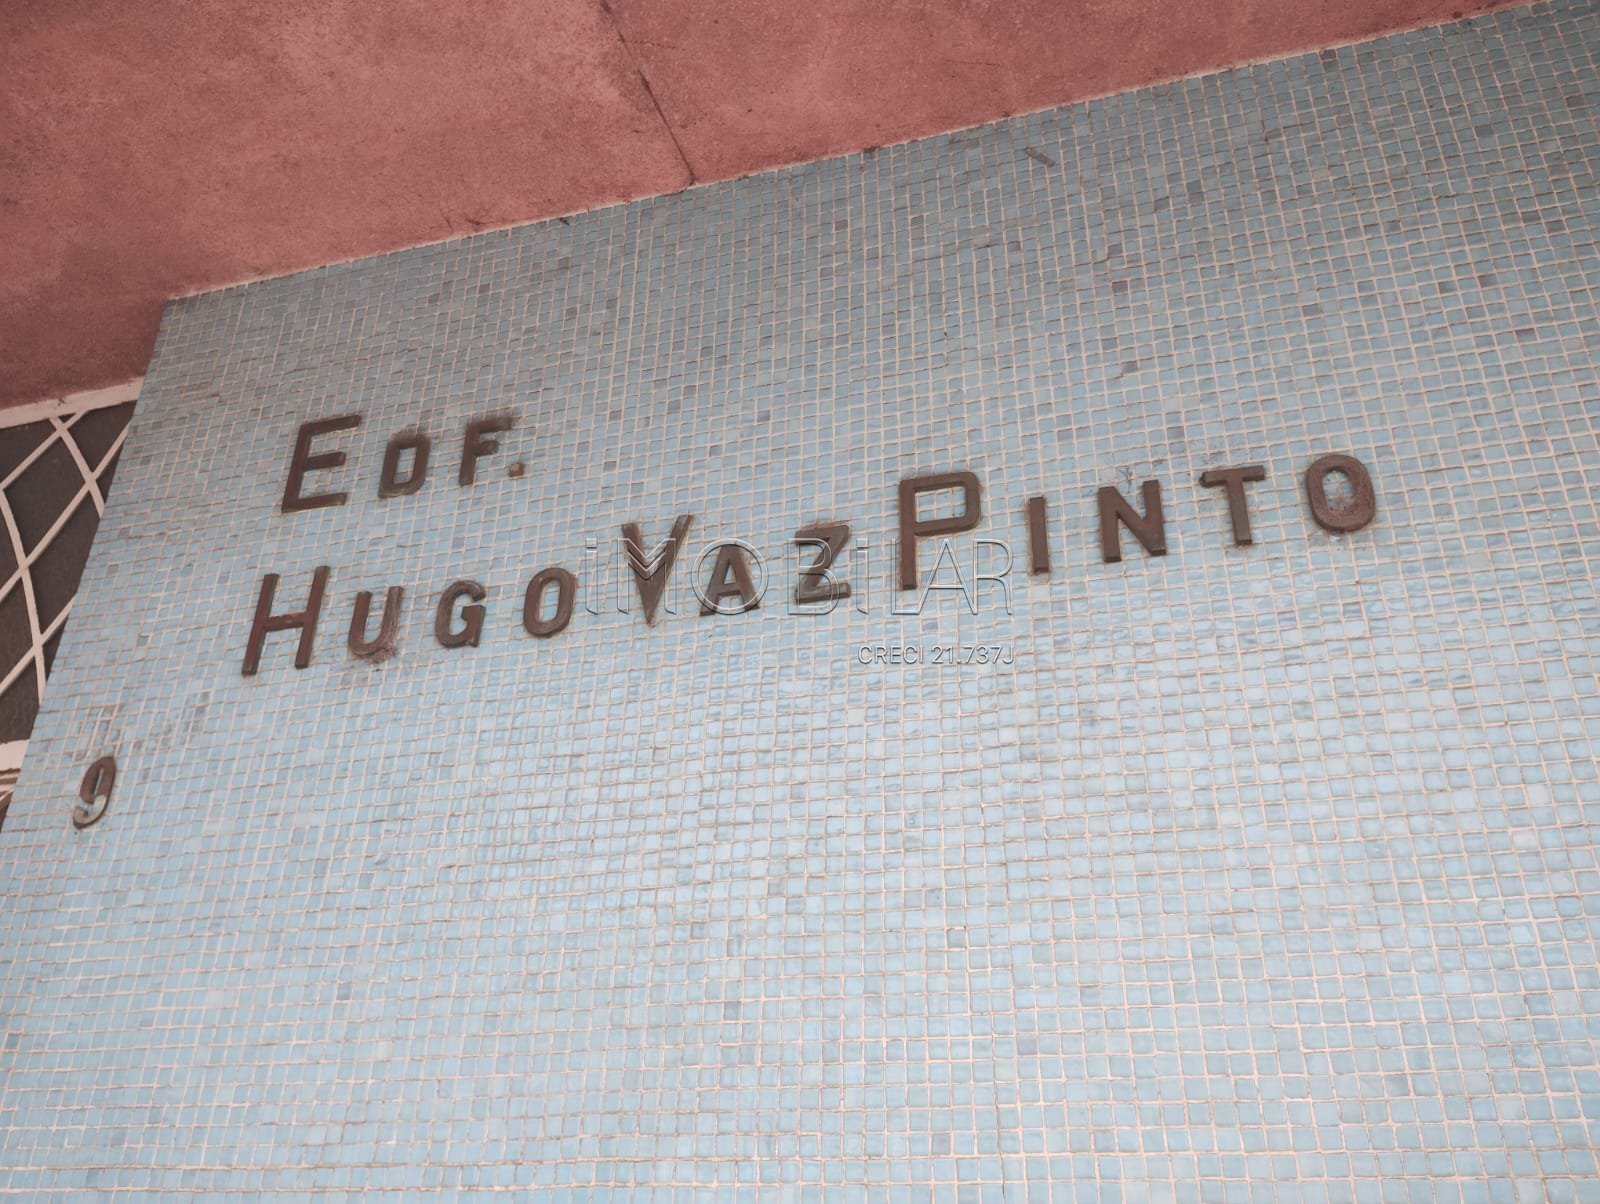 EDF.
HUGO VAZ PINTO
iMOBiLAR
CRECI 21.737J
9